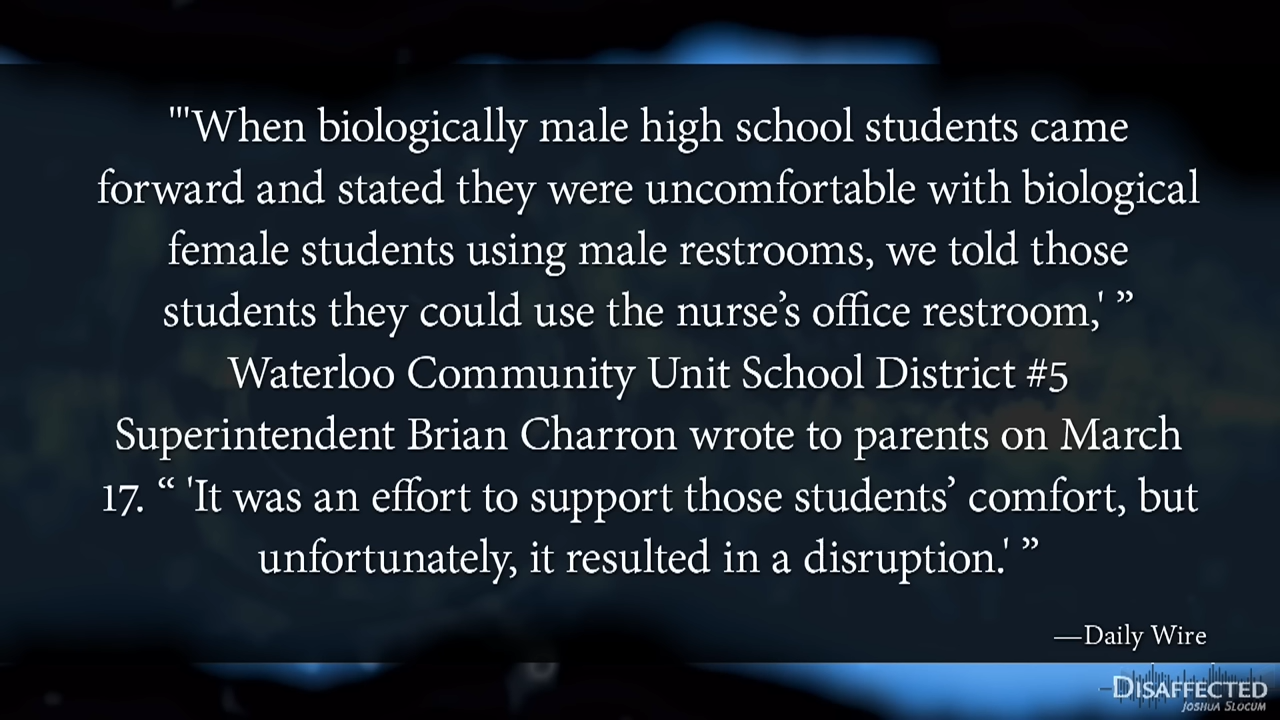 "'When biologically male high school students came
forward and stated they were uncomfortable with biological
female students using male restrooms, we told those
students they could use the nurse’s office restroom,' ”
Waterloo Community Unit School District #5
Superintendent Brian Charron wrote to parents on March
17. “ 'It was an effort to support those students’ comfort, but
unfortunately, it resulted in a disruption.' ”
—Daily Wire
DISAFFECTED
JOSHUA SLOCUM